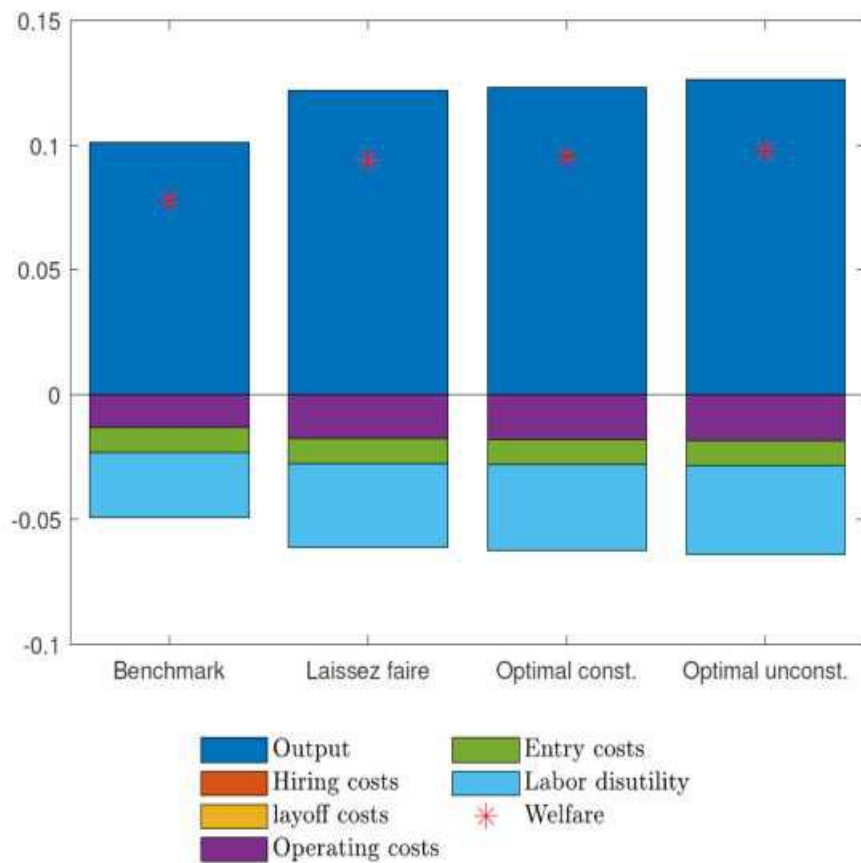 0.15
0.1
0.05
0
-0.05
-0.1
Benchmark Laissez faire Optimal const. Optimal unconst.
Output Entry costs
Hiring costs Labor disutility
layoff costs Welfare
Operating costs